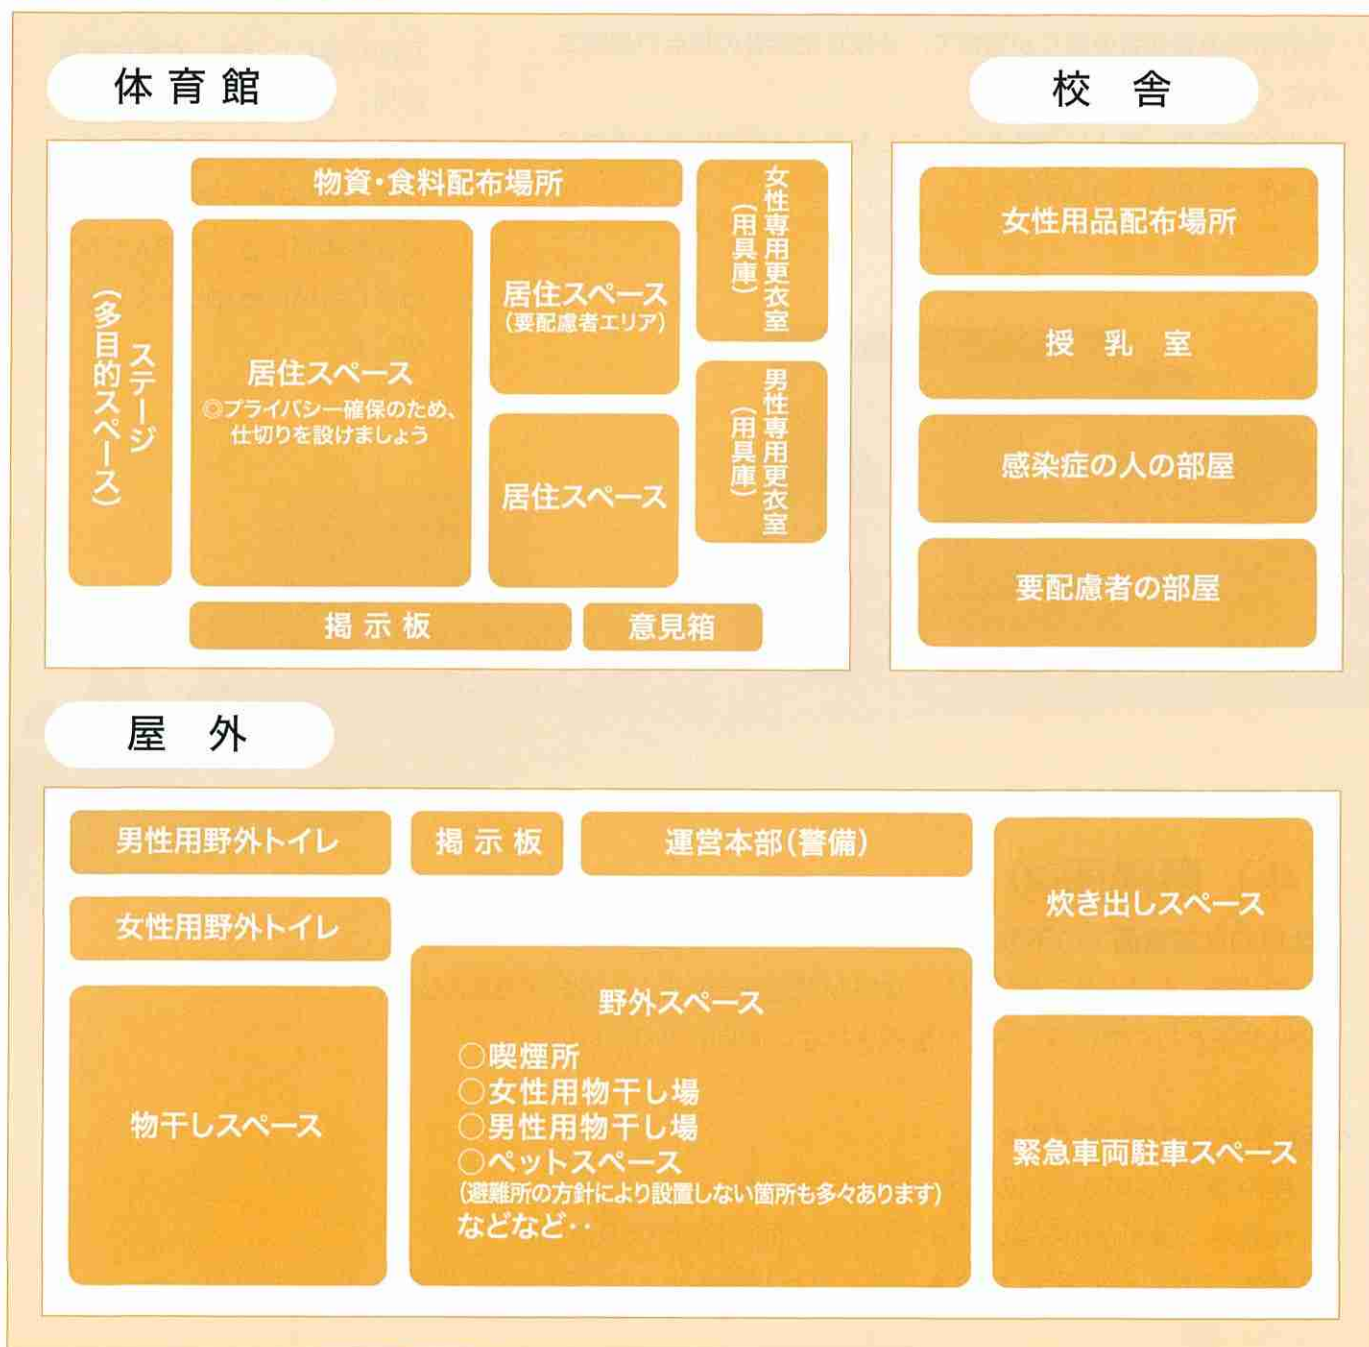 体育館
物資・食料配布場所
ステージ
(多目的スペース)
居住スペース
◎プライバシー確保のため、
仕切りを設けましょう
居住スペース
(要配慮者エリア)
居住スペース
女性専用更衣室
(用具庫)
男性専用更衣室
(用具庫)
掲示板
意見箱
校舎
女性用品配布場所
授乳室
感染症の人の部屋
要配慮者の部屋
屋外
男性用野外トイレ
女性用野外トイレ
物干しスペース
掲示板
運営本部(警備)
野外スペース
○喫煙所
○女性用物干し場
○男性用物干し場
○ペットスペース
(避難所の方針により設置しない箇所も多々あります)
などなど‥
炊き出しスペース
緊急車両駐車スペース